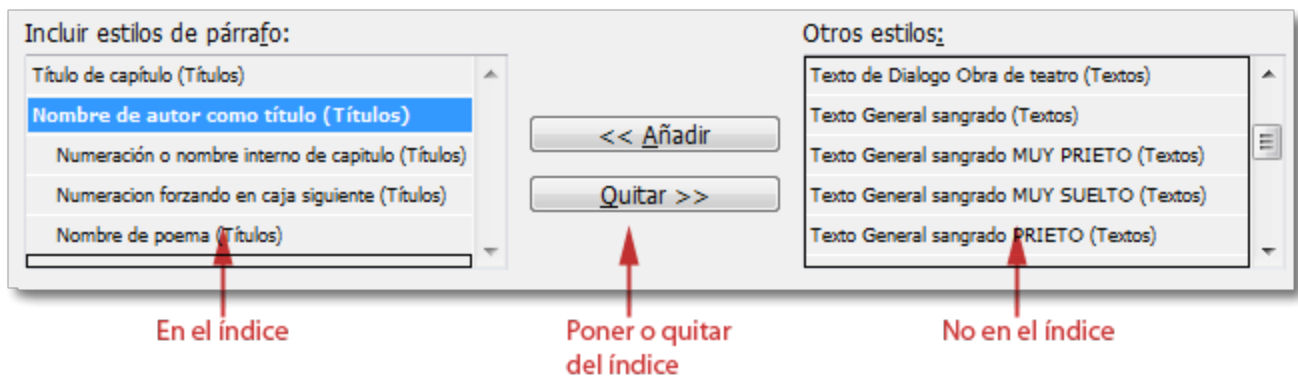 Incluir estilos de párrafo:
Título de capítulo (Títulos)
Nombre de autor como título (Títulos)
Numeración o nombre interno de capitulo (Títulos)
Numeracion forzando en caja siguiente (Títulos)
Nombre de poema (Títulos)
<< Añadir
Quitar >>
Otros estilos:
Texto de Dialogo Obra de teatro (Textos)
Texto General sangrado (Textos)
Texto General sangrado MUY PRIETO (Textos)
Texto General sangrado MUY SUELTO (Textos)
Texto General sangrado PRIETO (Textos)
En el índice
Poner o quitar
del índice
No en el índice